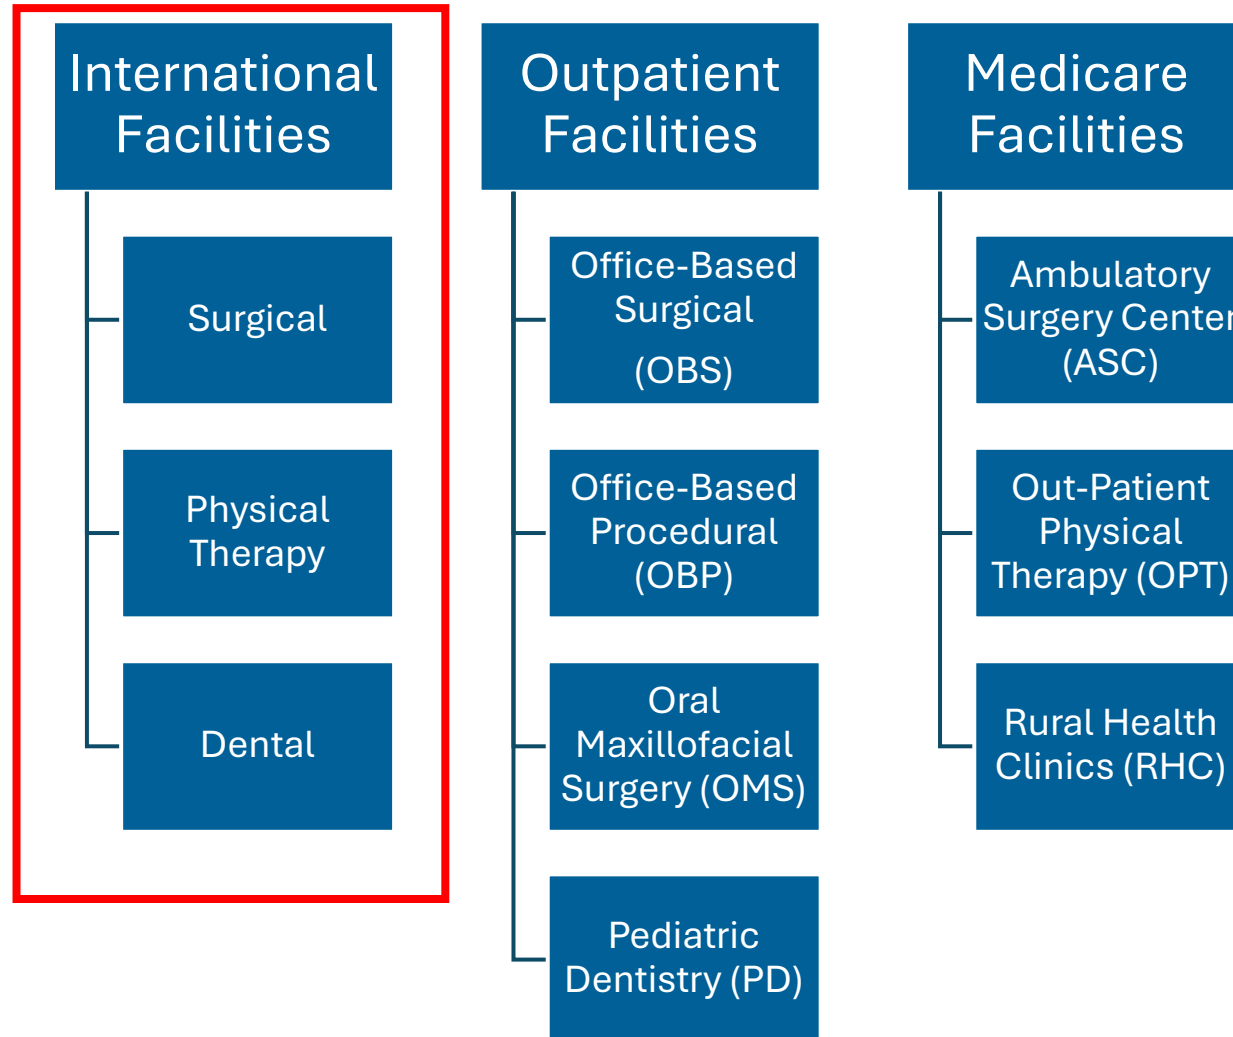 International
Facilities
Surgical
Physical
Therapy
Dental
Outpatient
Facilities
Office-Based
Surgical
(OBS)
Office-Based
Procedural
(OBP)
Oral
Maxillofacial
Surgery (OMS)
Pediatric
Dentistry (PD)
Medicare
Facilities
Ambulatory
Surgery Center
(ASC)
Out-Patient
Physical
Therapy (OPT)
Rural Health
Clinics (RHC)